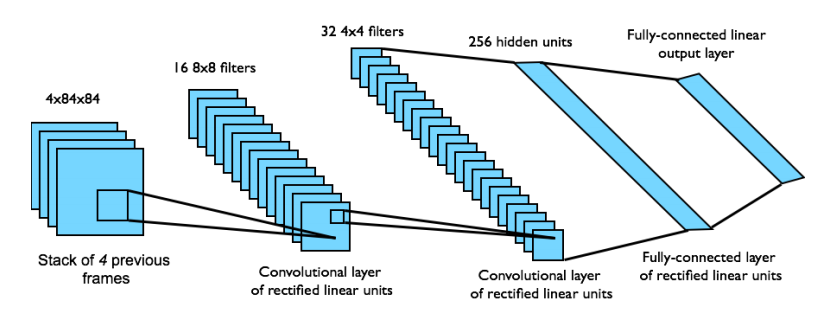 4x84x84
Stack of 4 previous
frames
16 8x8 filters
Convolutional layer
of rectified linear units
32 4x4 filters
Convolutional layer
of rectified linear units
256 hidden units
Fully-connected layer
of rectified linear units
Fully-connected linear
output layer